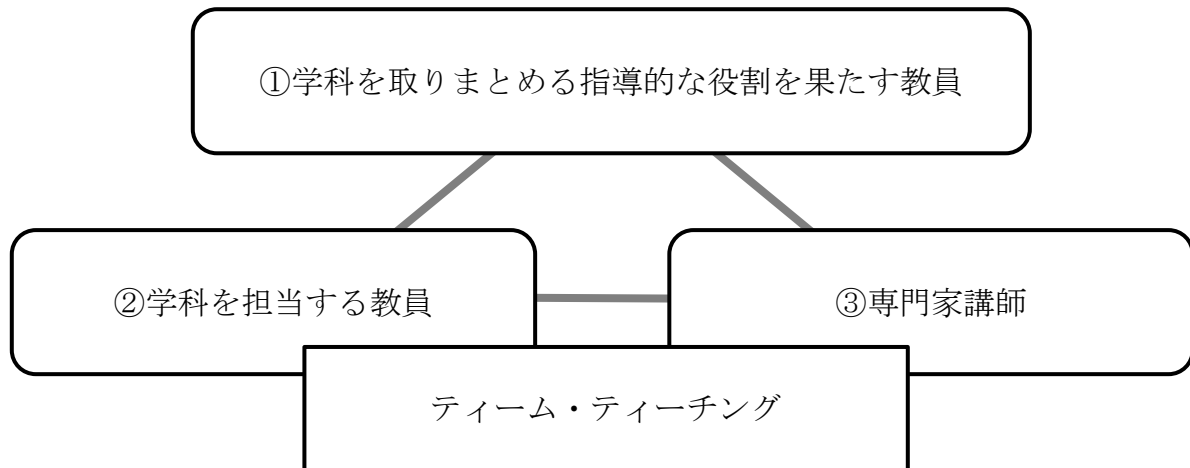 ①学科を取りまとめる指導的な役割を果たす教員
②学科を担当する教員
③専門家講師
ティーム・ティーチング